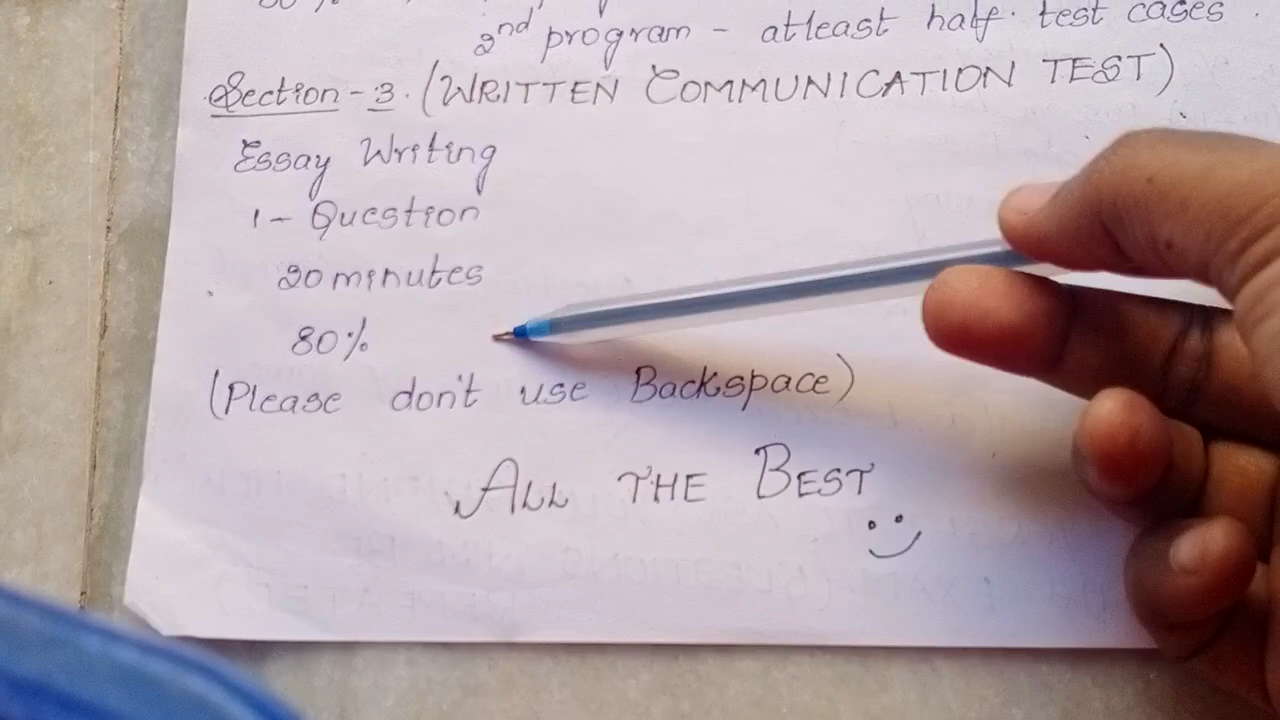 80%
2nd program - atleast half test cases.
Section - 3. (WRITTEN COMMUNICATION TEST)
Essay Writing
1 - Question
20 minutes
80%
(Please don't use Backspace)
ALL THE BEST